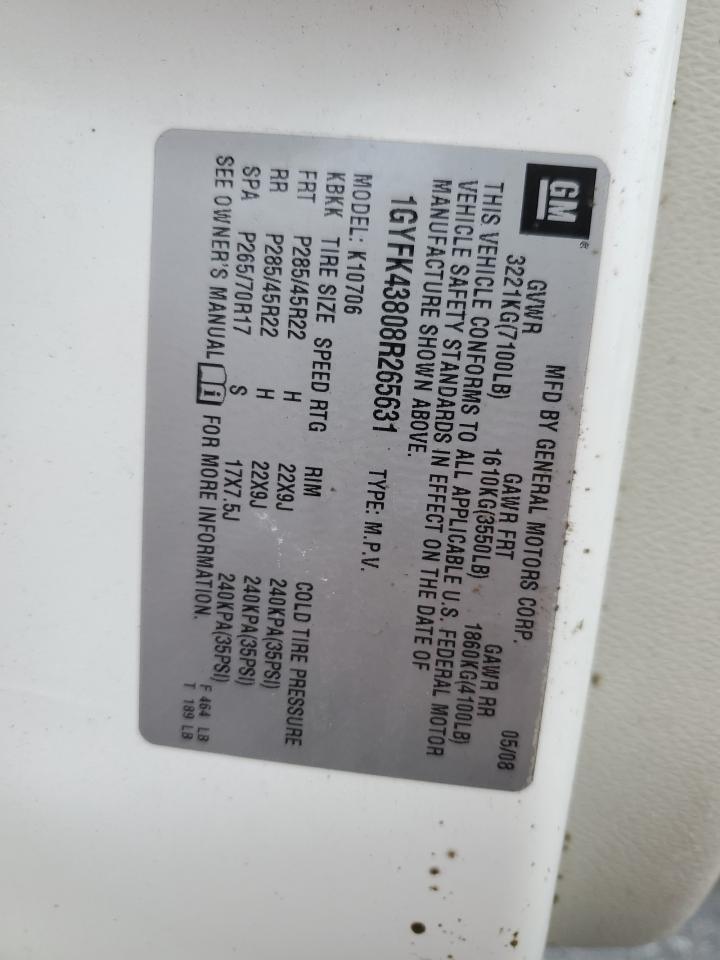 GM ®
MFD BY GENERAL MOTORS CORP. 05/08
GVWR GAWR FRT GAWR RR
3221KG(7100LB) 1610KG(3550LB) 1860KG(4100LB)
THIS VEHICLE CONFORMS TO ALL APPLICABLE U.S. FEDERAL MOTOR
VEHICLE SAFETY STANDARDS IN EFFECT ON THE DATE OF
MANUFACTURE SHOWN ABOVE.
1GYFK43808R265631 TYPE: M.P.V.
MODEL: K10706
KBKK TIRE SIZE SPEED RTG RIM COLD TIRE PRESSURE
FRT P285/45R22 H 22X9J 240KPA(35PSI)
RR P285/45R22 H 22X9J 240KPA(35PSI)
SPA P265/70R17 S 17X7.5J 240KPA(35PSI)
SEE OWNER'S MANUAL i FOR MORE INFORMATION.
F 464 LB
T 189 LB